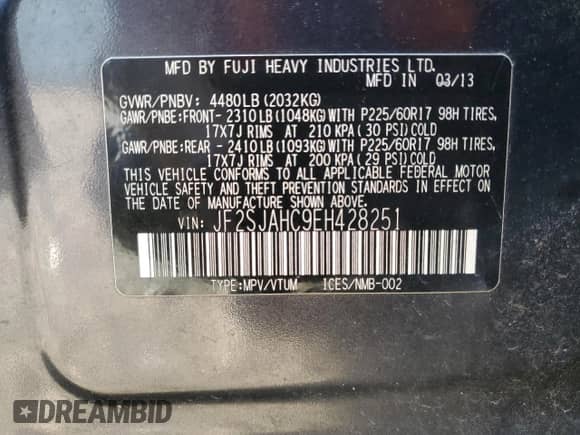 MFD BY FUJI HEAVY INDUSTRIES LTD.
MFD IN 03/13
GVWR/PNBV: 4480LB (2032KG)
GAWR/PNBE:FRONT- 2310LB (1048KG) WITH P225/60R17 98H TIRES,
17X7J RIMS AT 210 KPA ( 30 PSI) COLD
GAWR/PNBE:REAR - 2410LB (1093KG) WITH P225/60R17 98H TIRES,
17X7J RIMS AT 200 KPA ( 29 PSI) COLD
THIS VEHICLE CONFORMS TO ALL APPLICABLE FEDERAL MOTOR
VEHICLE SAFETY AND THEFT PREVENTION STANDARDS IN EFFECT
ON THE DATE OF MANUFACTURE SHOWN ABOVE.
VIN: JF2SJAHC9EH428251
TYPE:MPV/VTUM ICES/NMB-002
DREAMBID